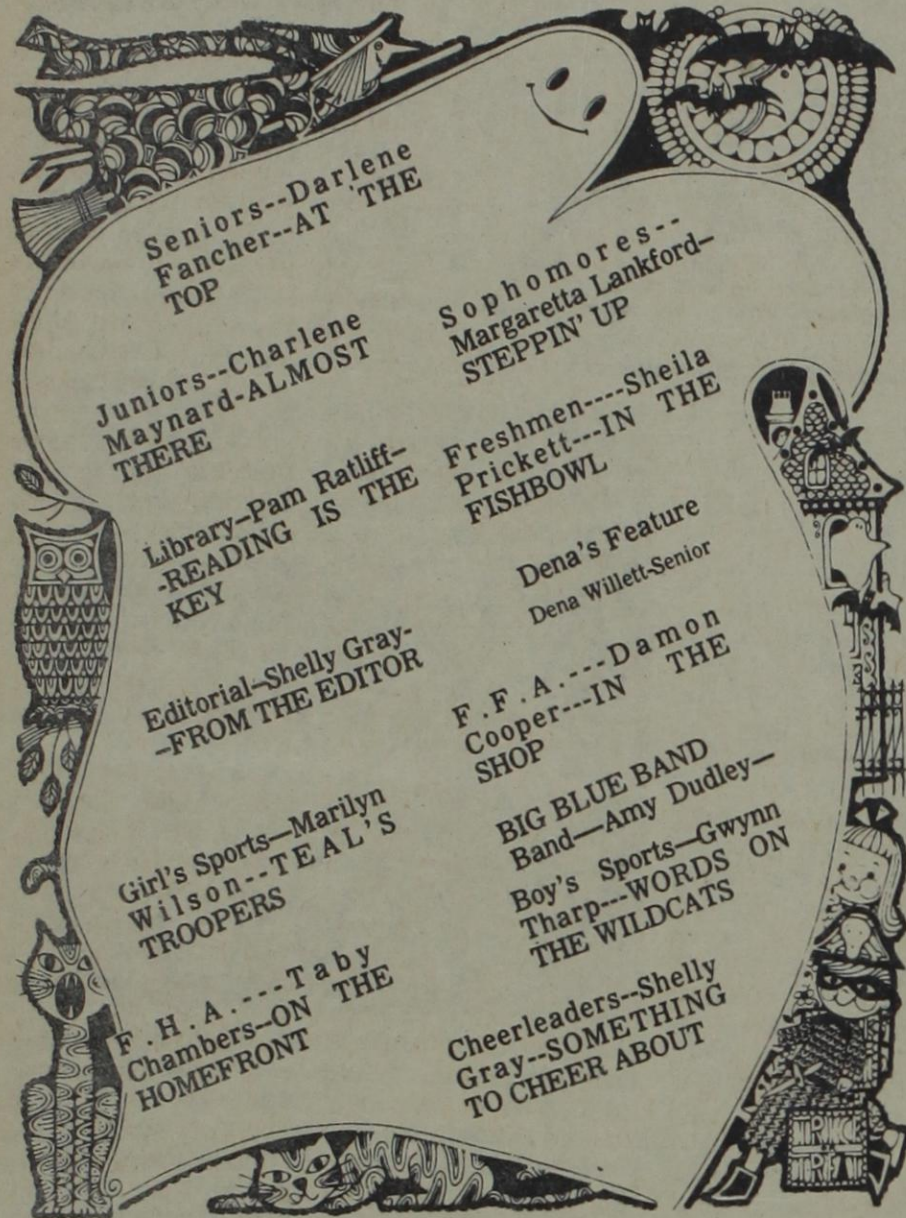 Seniors--Darlene
Fancher--AT THE
TOP
Juniors--Charlene
Maynard-ALMOST
THERE
Library–Pam Ratliff–
-READING IS THE
KEY
Editorial–Shelly Gray-
–FROM THE EDITOR
Girl's Sports—Marilyn
Wilson--TEAL'S
TROOPERS
F.H.A.---Taby
Chambers--ON THE
HOMEFRONT
Sophomores--
Margaretta Lankford–
STEPPIN' UP
Freshmen----Sheila
Prickett---IN THE
FISHBOWL
Dena's Feature
Dena Willett-Senior
F.F.A.---Damon
Cooper---IN THE
SHOP
BIG BLUE BAND
Band—Amy Dudley—
Boy's Sports—Gwynn
Tharp---WORDS ON
THE WILDCATS
Cheerleaders--Shelly
Gray--SOMETHING
TO CHEER ABOUT